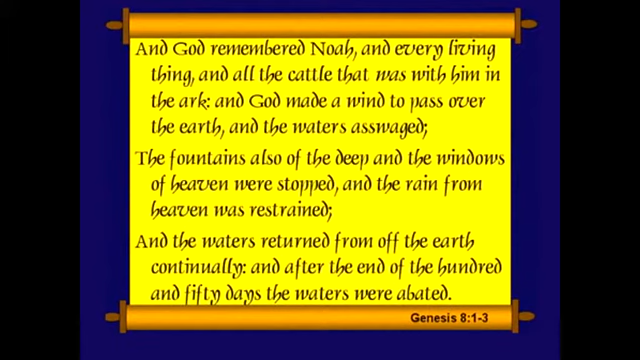 And God remembered Noah, and every living
thing, and all the cattle that was with him in
the ark: and God made a wind to pass over
the earth, and the waters asswaged;
The fountains also of the deep and the windows
of heaven were stopped, and the rain from
heaven was restrained;
And the waters returned from off the earth
continually: and after the end of the hundred
and fifty days the waters were abated.
Genesis 8:1-3